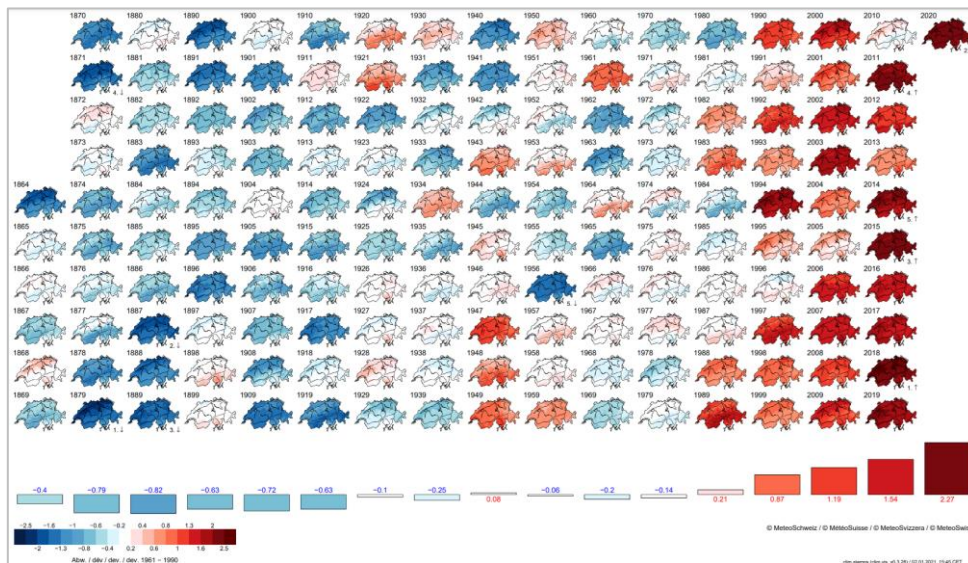 1870 1880 1890 1900 1910 1920 1930 1940 1950 1960 1970 1980 1990 2000 2010 2020
1871 1881 1891 1901 1911 1921 1931 1941 1951 1961 1971 1981 1991 2001 2011
4.↓ 4.↑
1872 1882 1892 1902 1912 1922 1932 1942 1952 1962 1972 1982 1992 2002 2012
1873 1883 1893 1903 1913 1923 1933 1943 1953 1963 1973 1983 1993 2003 2013
1864 1874 1884 1894 1904 1914 1924 1934 1944 1954 1964 1974 1984 1994 2004 2014
5.↑
1865 1875 1885 1895 1905 1915 1925 1935 1945 1955 1965 1975 1985 1995 2005 2015
3.↑
1866 1876 1886 1896 1906 1916 1926 1936 1946 1956 1966 1976 1986 1996 2006 2016
5.↓
1867 1877 1887 1897 1907 1917 1927 1937 1947 1957 1967 1977 1987 1997 2007 2017
2.↓
1868 1878 1888 1898 1908 1918 1928 1938 1948 1958 1968 1978 1988 1998 2008 2018
1.↑
1869 1879 1889 1899 1909 1919 1929 1939 1949 1959 1969 1979 1989 1999 2009 2019
1.↓ 3.↓
−0.4 −0.79 −0.82 −0.63 −0.72 −0.63 −0.1 −0.25 −0.06 −0.2 −0.14
0.08 0.21 0.87 1.19 1.54 2.27
−2.5 −1.6 −1 −0.4 −0.2 0.4 0.8 1.3 2
−2 −1.3 −0.8 −0.4 0.2 0.6 1 1.6 2.5
Abw. / dév / dev. / dev. 1961 − 1990
© MeteoSchweiz / © MétéoSuisse / © MeteoSvizzera / © MeteoSwis